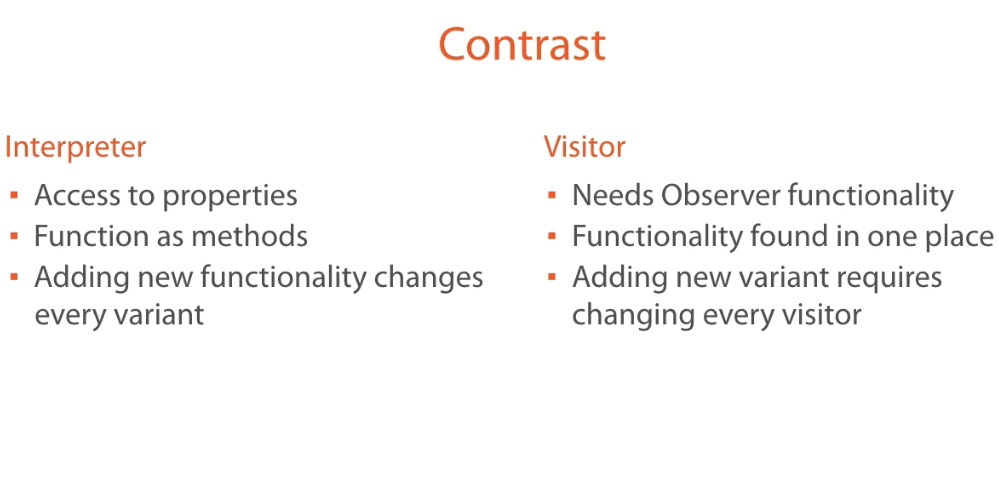 Contrast
Interpreter
▪ Access to properties
▪ Function as methods
▪ Adding new functionality changes
every variant
Visitor
▪ Needs Observer functionality
▪ Functionality found in one place
▪ Adding new variant requires
changing every visitor